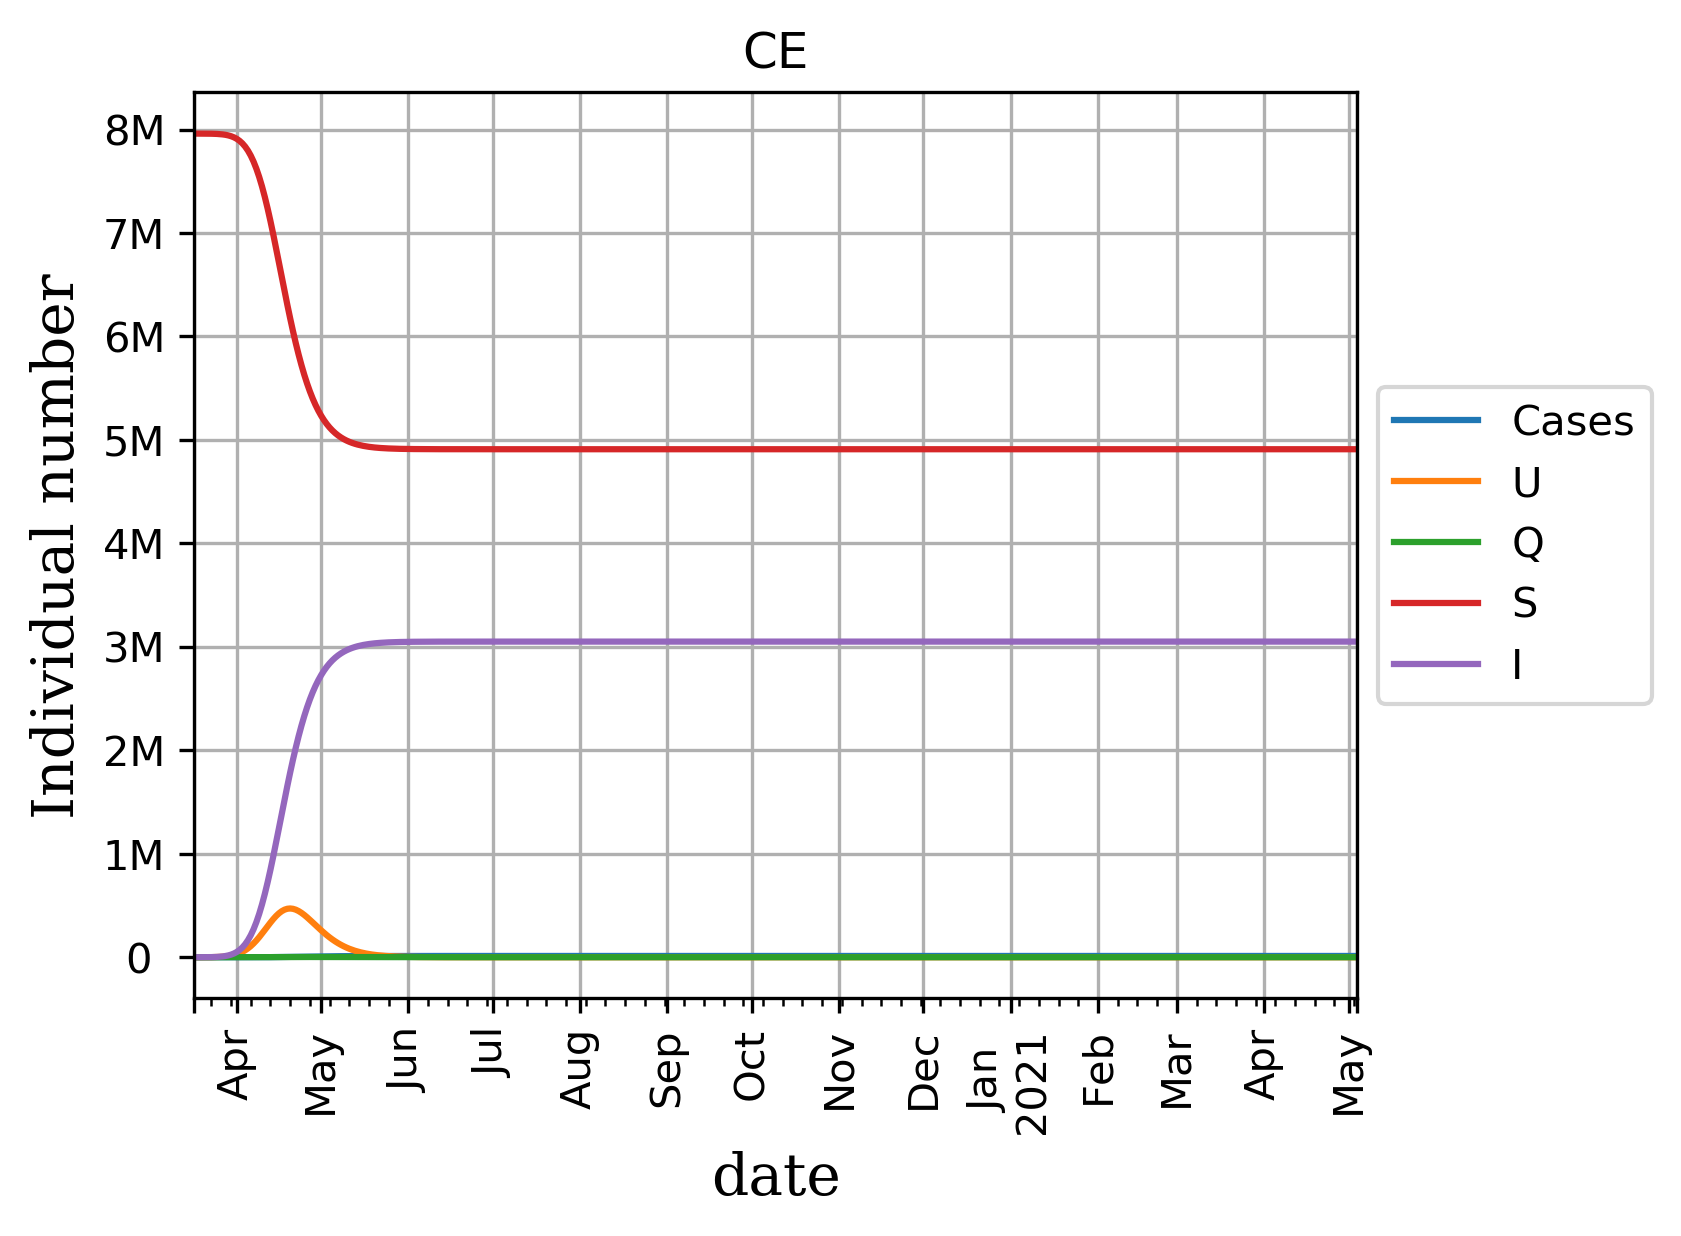 CE
8M
7M
6M
5M
4M
3M
2M
1M
0
Individual number
Apr
May
Jun
Jul
Aug
Sep
Oct
Nov
Dec
Jan
2021
Feb
Mar
Apr
May
date
Cases
U
Q
S
I